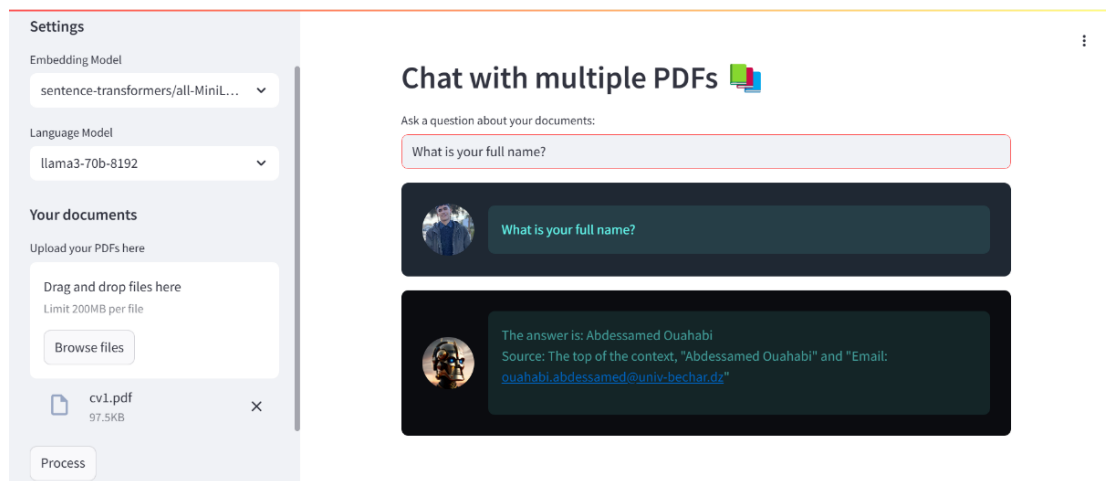 Settings
Embedding Model
sentence-transformers/all-MiniL...
Language Model
llama3-70b-8192
Your documents
Upload your PDFs here
Drag and drop files here
Limit 200MB per file
Browse files
cv1.pdf
97.5KB
Process
Chat with multiple PDFs
Ask a question about your documents:
What is your full name?
What is your full name?
The answer is: Abdessamed Ouahabi
Source: The top of the context, "Abdessamed Ouahabi" and "Email:
ouahabi.abdessamed@univ-bechar.dz"